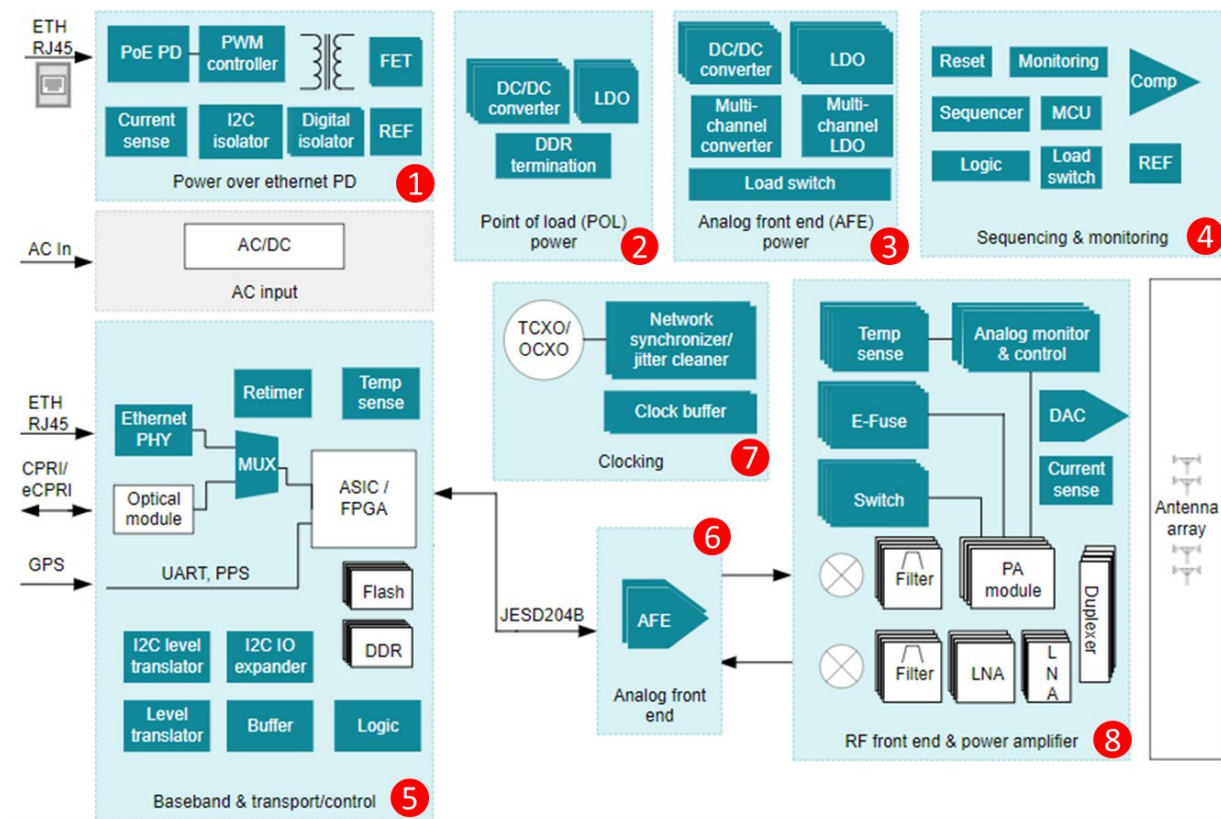 ETH
RJ45
PoE PD
PWM
controller
FET
Current
sense
I2C
isolator
Digital
isolator
REF
Power over ethernet PD
1
DC/DC
converter
LDO
DDR
termination
Point of load (POL)
power
2
DC/DC
converter
LDO
Multi-
channel
converter
Multi-
channel
LDO
Load switch
Analog front end (AFE)
power
3
Reset
Monitoring
Comp
Sequencer
MCU
Logic
Load
switch
REF
Sequencing & monitoring
4
AC In
AC/DC
AC input
ETH
RJ45
CPRI/
eCPRI
GPS
Retimer
Temp
sense
Ethernet
PHY
MUX
Optical
module
ASIC /
FPGA
UART, PPS
Flash
DDR
I2C level
translator
I2C IO
expander
Level
translator
Buffer
Logic
Baseband & transport/control
5
JESD204B
AFE
Analog front
end
6
TCXO/
OCXO
Network
synchronizer/
jitter cleaner
Clock buffer
Clocking
7
Temp
sense
Analog monitor
& control
E-Fuse
DAC
Switch
Current
sense
Filter
PA
module
Duplexer
Filter
LNA
L
N
A
RF front end & power amplifier
8
Antenna
array